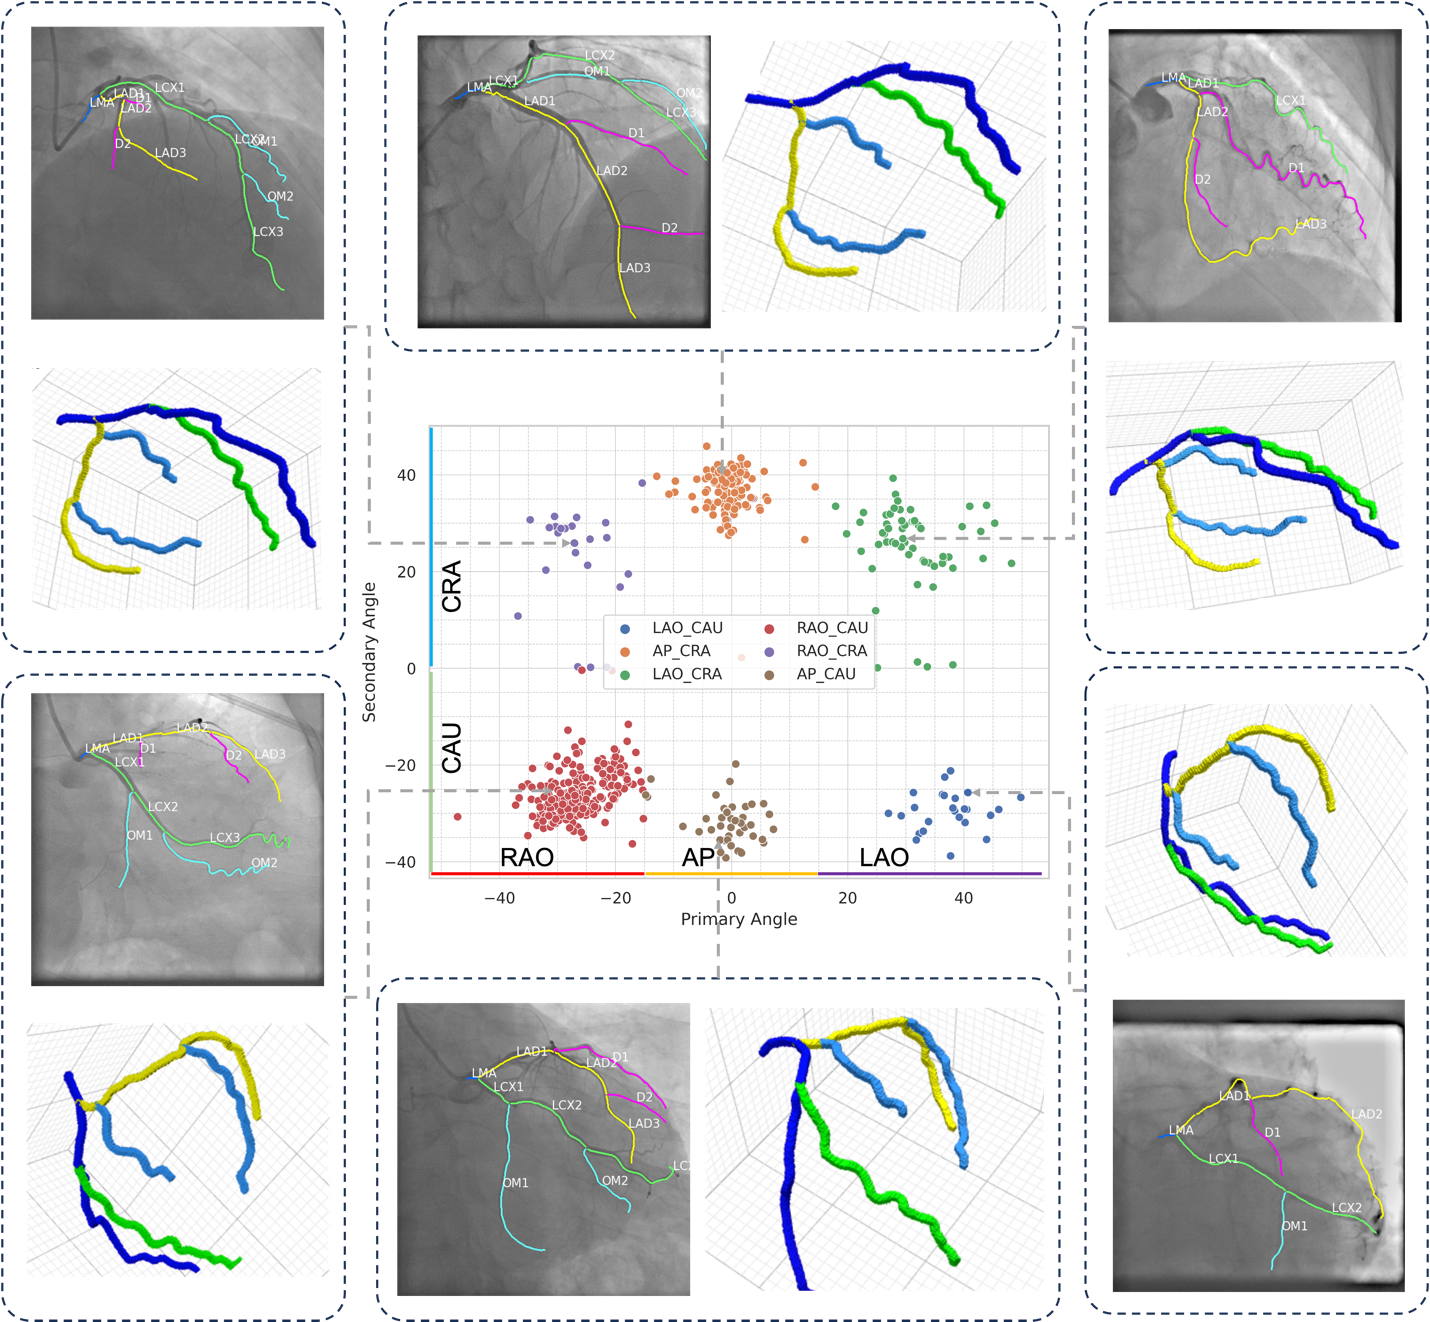 LMA
LAD1
D1
LAD2
LCX1
D2
LAD3
LCX2
OM1
OM2
LCX3
LMA
LCX1
LCX2
OM1
LAD1
OM2
LCX3
D1
LAD2
D2
LAD3
LMA
LAD1
LCX1
LAD2
D1
D2
LAD3
Secondary Angle
40
20
0
−20
−40
CRA
CAU
LAO_CAU
AP_CRA
LAO_CRA
RAO_CAU
RAO_CRA
AP_CAU
RAO
AP
LAO
−40
−20
0
20
40
Primary Angle
LMA
LAD1
D1
LAD2
LAD3
D2
LCX1
LCX2
OM1
LCX3
OM2
LMA
LAD1
D1
LAD2
LCX1
LCX2
D2
LAD3
OM1
OM2
LMA
LAD1
LAD2
D1
LCX1
LCX2
OM1